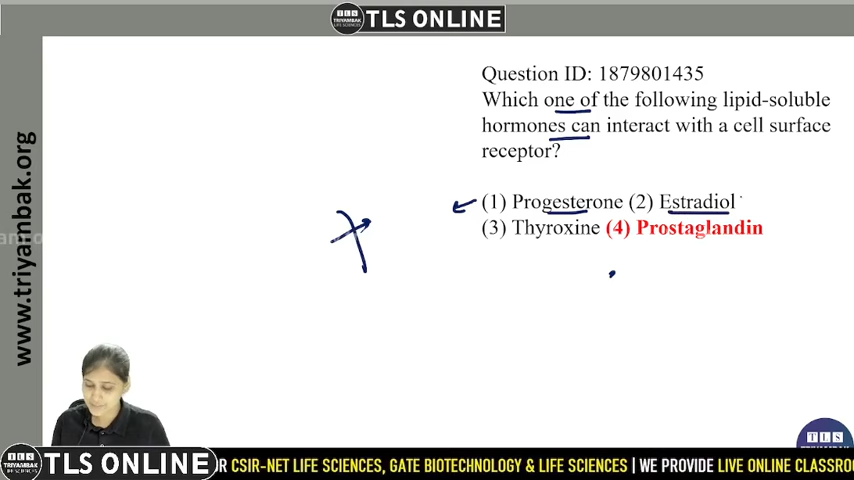 TLS ONLINE
Question ID: 1879801435
Which one of the following lipid-soluble
hormones can interact with a cell surface
receptor?
(1) Progesterone (2) Estradiol
(3) Thyroxine (4) Prostaglandin
www.triyambak.org
TLS
TLS ONLINE
R CSIR-NET LIFE SCIENCES, GATE BIOTECHNOLOGY & LIFE SCIENCES | WE PROVIDE LIVE ONLINE CLASSROO